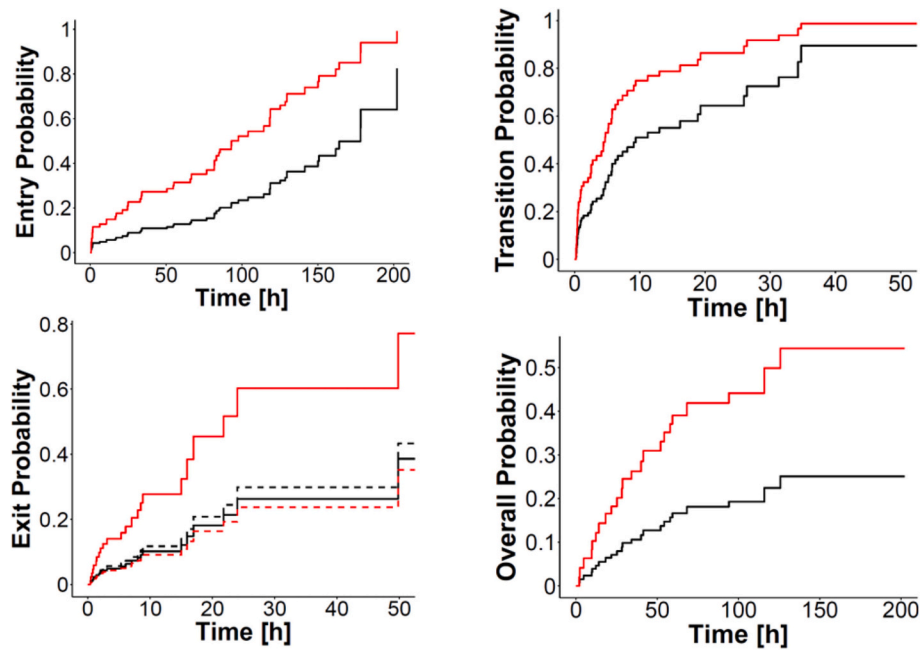 Entry Probability
1
0.8
0.6
0.4
0.2
0
0 50 100 150 200
Time [h]
Transition Probability
1
0.8
0.6
0.4
0.2
0
0 10 20 30 40 50
Time [h]
Exit Probability
0.8
0.6
0.4
0.2
0
0 10 20 30 40 50
Time [h]
Overall Probability
0.5
0.4
0.3
0.2
0.1
0
0 50 100 150 200
Time [h]